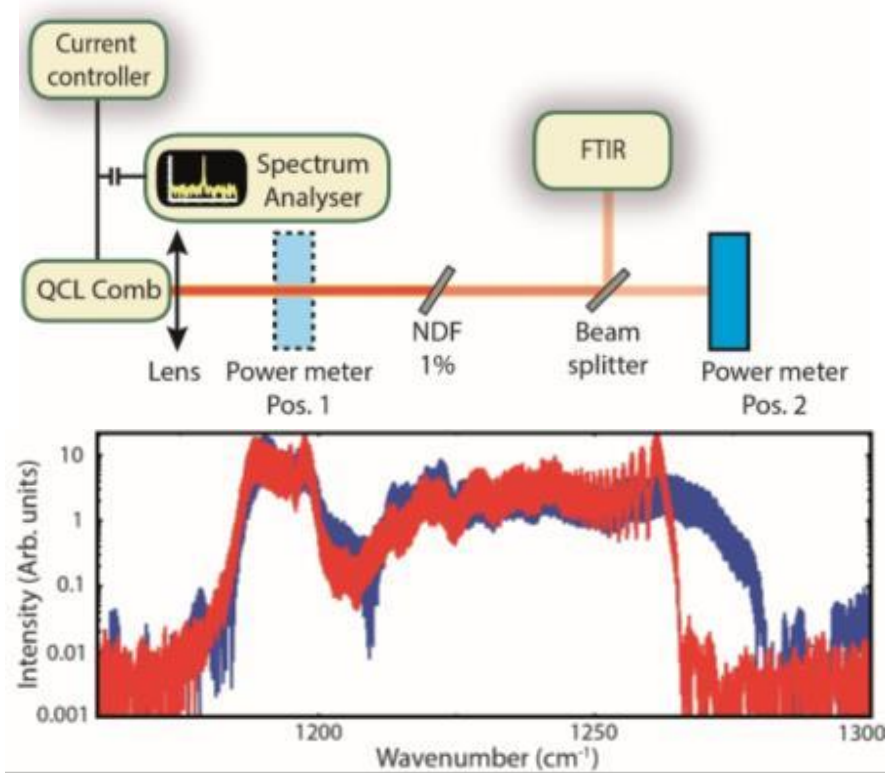 Current
controller
Spectrum
Analyser
FTIR
QCL Comb
Lens
Power meter
Pos. 1
NDF
1%
Beam
splitter
Power meter
Pos. 2
Intensity (Arb. units)
10
1
0.1
0.01
0.001
1200
1250
1300
Wavenumber (cm⁻¹)